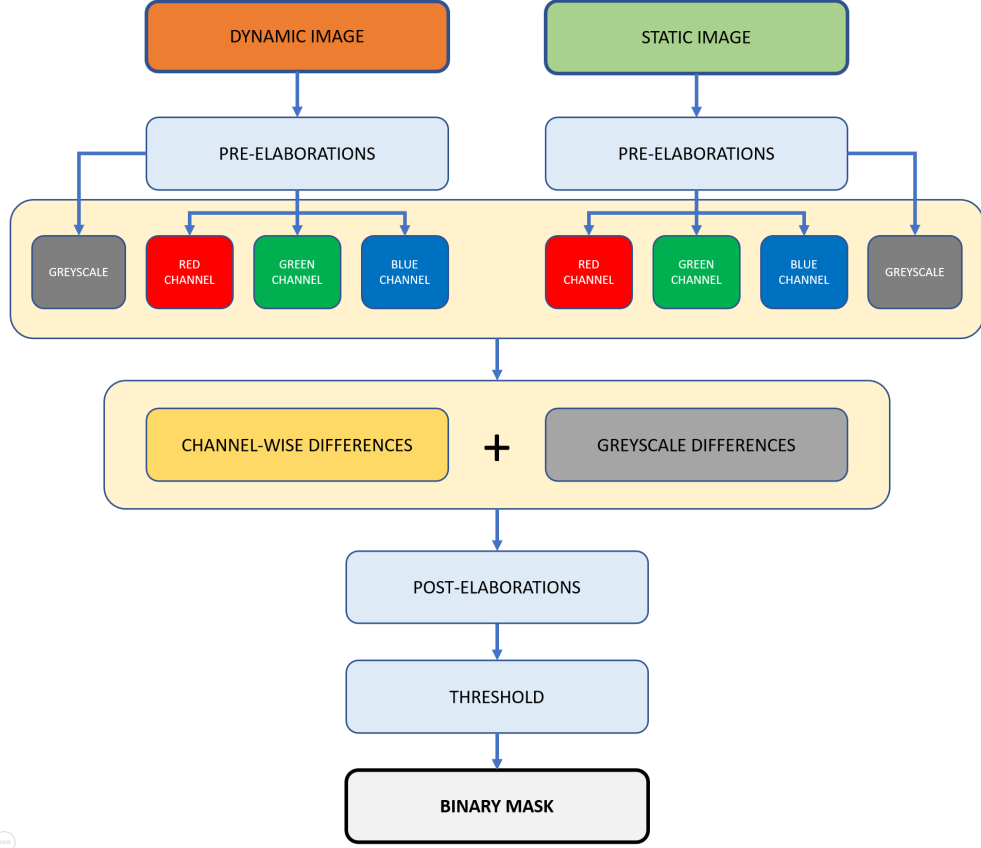 DYNAMIC IMAGE
STATIC IMAGE
PRE-ELABORATIONS
PRE-ELABORATIONS
GREYSCALE
RED
CHANNEL
GREEN
CHANNEL
BLUE
CHANNEL
RED
CHANNEL
GREEN
CHANNEL
BLUE
CHANNEL
GREYSCALE
CHANNEL-WISE DIFFERENCES
+
GREYSCALE DIFFERENCES
POST-ELABORATIONS
THRESHOLD
BINARY MASK